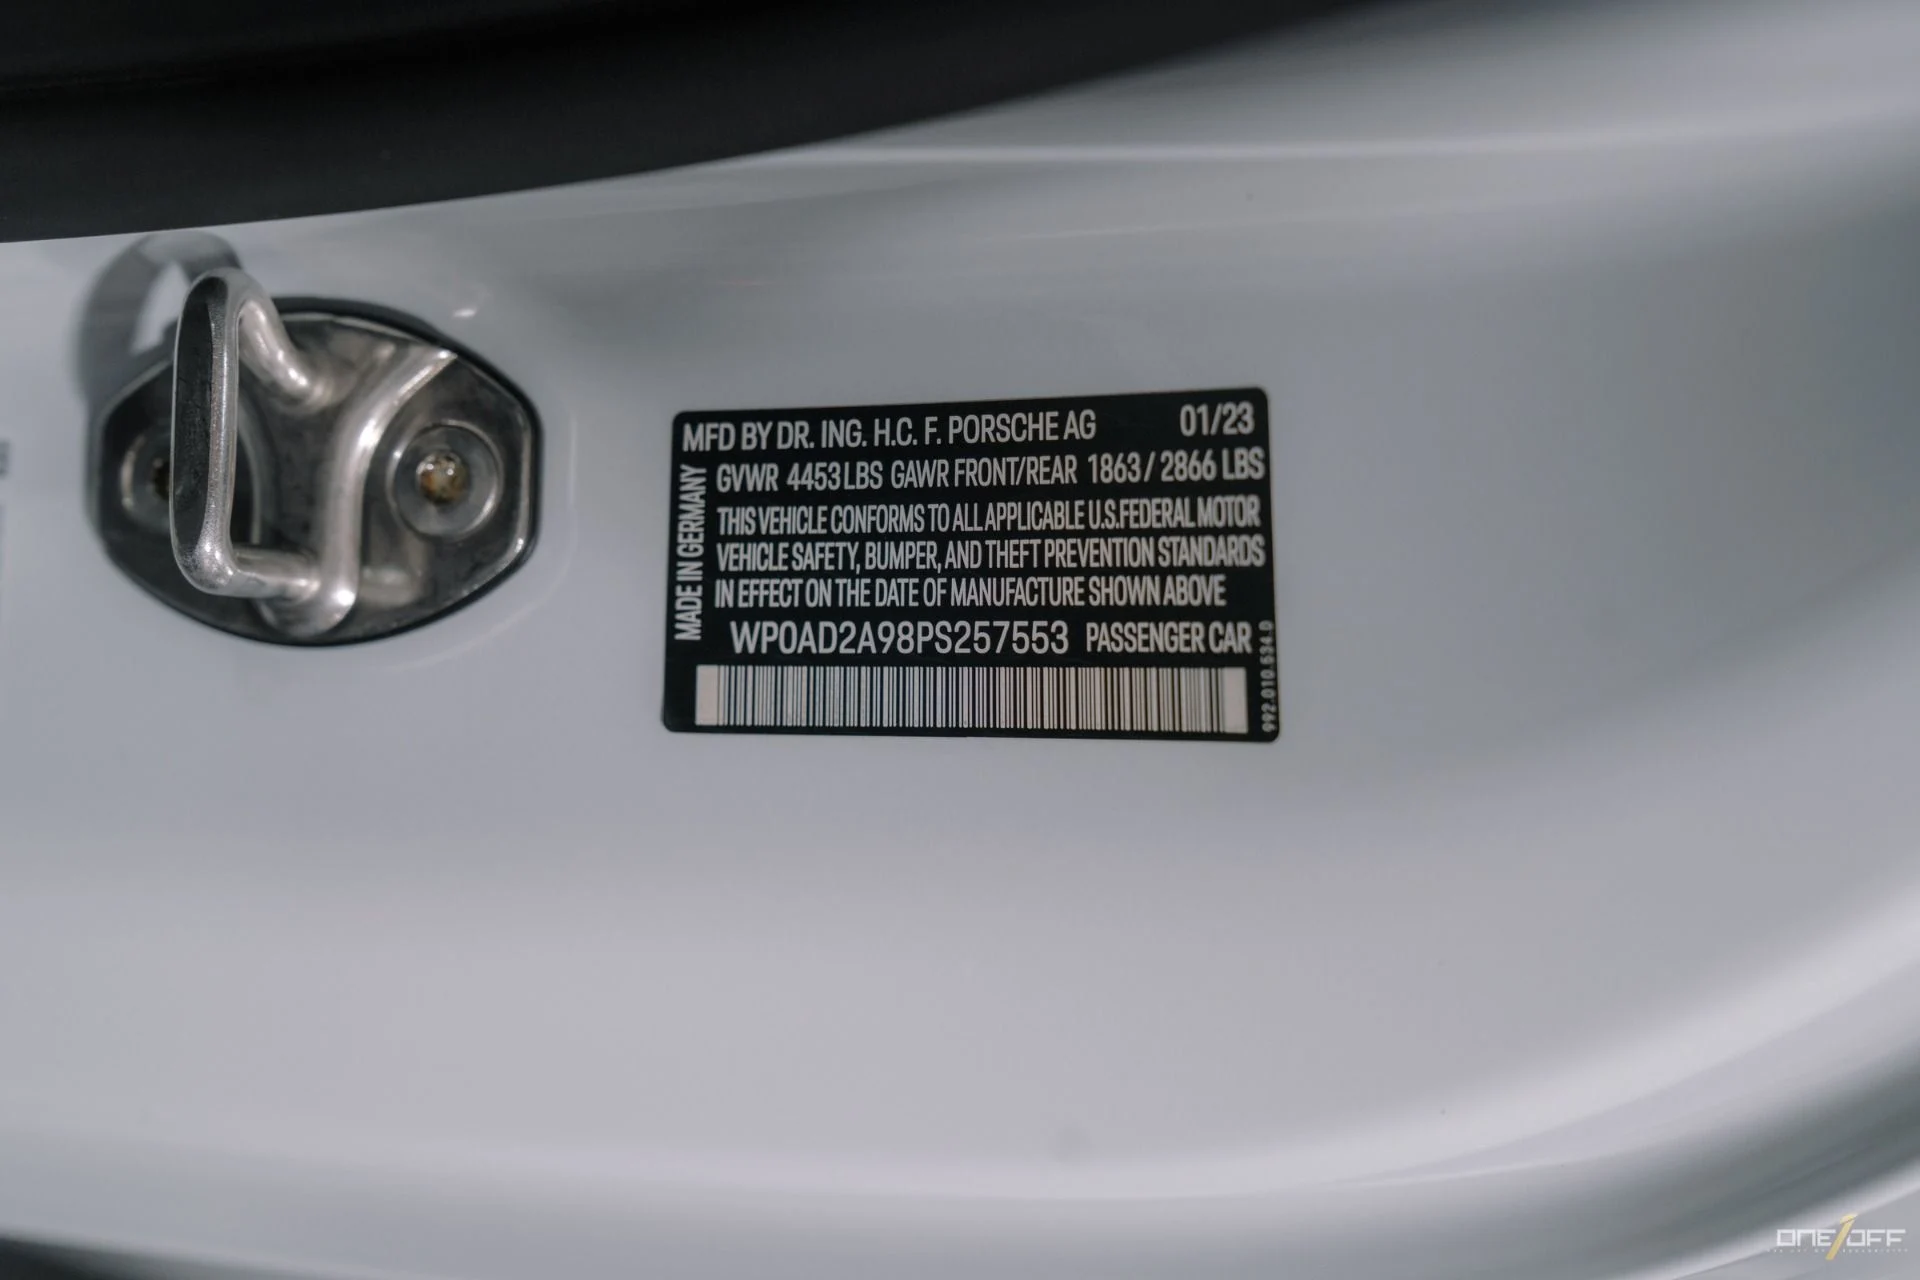 MFD BY DR. ING. H.C. F. PORSCHE AG 01/23
GVWR 4453 LBS GAWR FRONT/REAR 1863 / 2866 LBS
THIS VEHICLE CONFORMS TO ALL APPLICABLE U.S. FEDERAL MOTOR
VEHICLE SAFETY, BUMPER, AND THEFT PREVENTION STANDARDS
IN EFFECT ON THE DATE OF MANUFACTURE SHOWN ABOVE
WP0AD2A98PS257553 PASSENGER CAR
MADE IN GERMANY
992.010.534.D
ONE/OFF